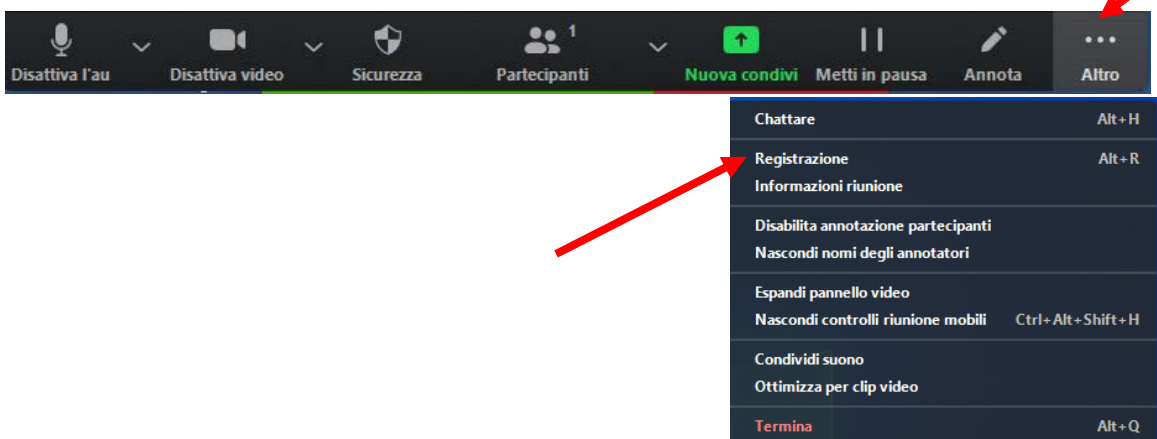 1
Disattiva l'au Disattiva video Sicurezza Partecipanti Nuova condivi Metti in pausa Annota Altro
Chattare Alt+H
Registrazione Alt+R
Informazioni riunione
Disabilita annotazione partecipanti
Nascondi nomi degli annotatori
Espandi pannello video
Nascondi controlli riunione mobili Ctrl+Alt+Shift+H
Condividi suono
Ottimizza per clip video
Termina Alt+Q